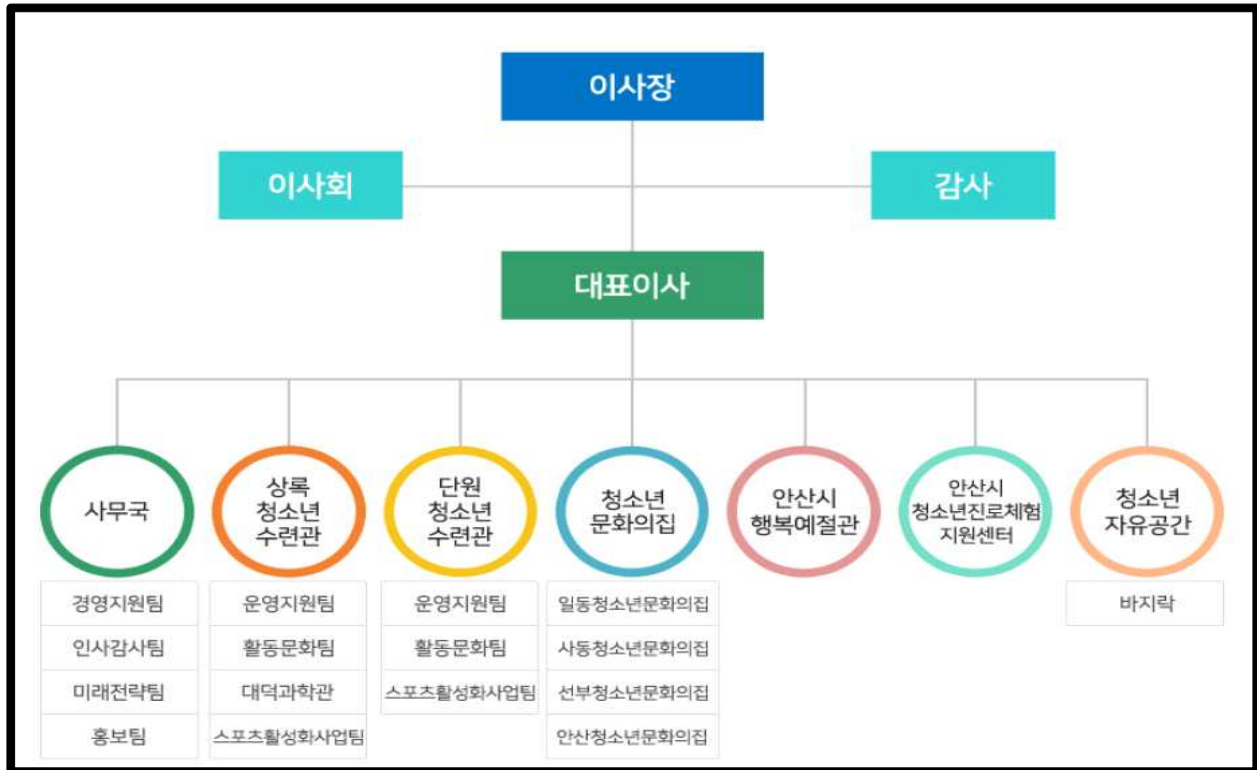 이사장
이사회
감사
대표이사
사무국
상록
청소년
수련관
단원
청소년
수련관
청소년
문화의집
안산시
행복예절관
안산시
청소년진로체험
지원센터
청소년
자유공간
경영지원팀
인사감사팀
미래전략팀
홍보팀
운영지원팀
활동문화팀
대덕과학관
스포츠활성화사업팀
운영지원팀
활동문화팀
스포츠활성화사업팀
일동청소년문화의집
사동청소년문화의집
선부청소년문화의집
안산청소년문화의집
바지락